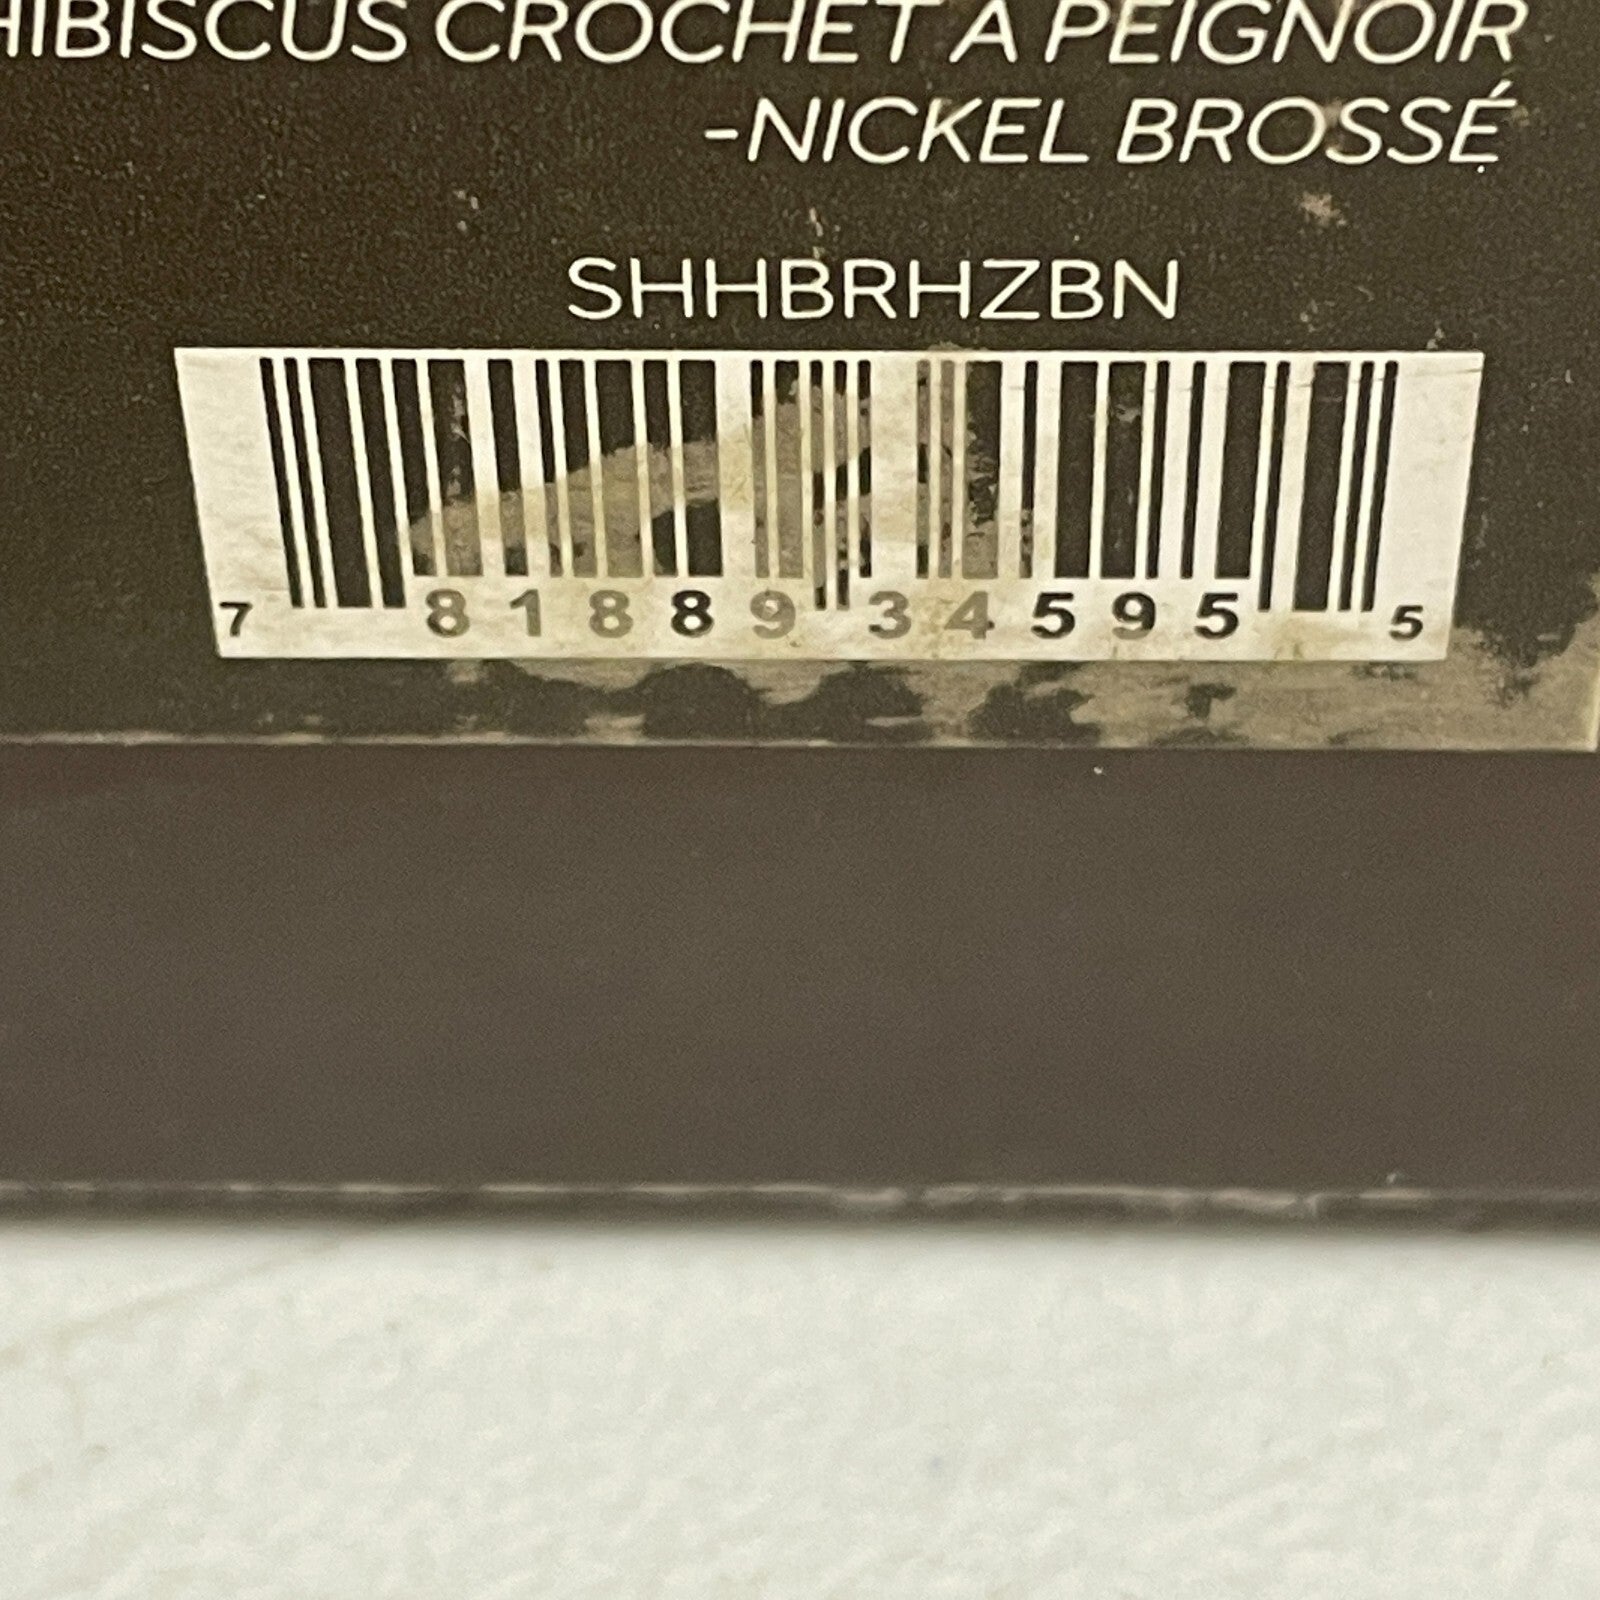 HIBISCUS CROCHET À PEIGNOIR
-NICKEL BROSSÉ
SHHBRHZBN
7 81889 34595 5